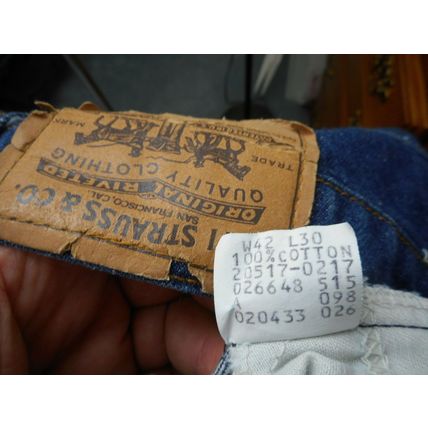 TRADE MARK
QUALITY CLOTHING
ORIGINAL RIVETED
SAN FRANCISCO, CAL.
STRAUSS & CO.
W42 L30
100%COTTON
20517-0217
026648 515
A 098
020433 026